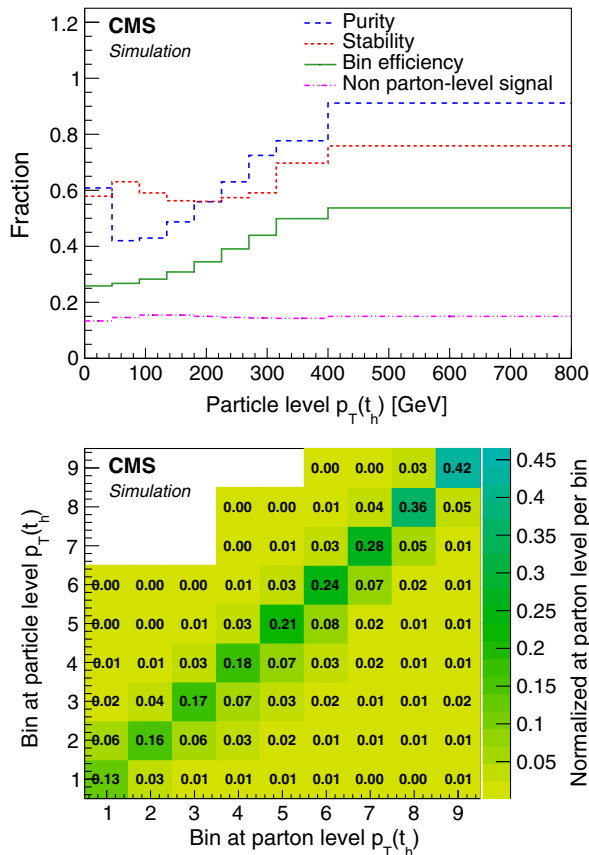 CMS
Simulation
Purity
Stability
Bin efficiency
Non parton-level signal
Fraction
1.2
1
0.8
0.6
0.4
0.2
0
0 100 200 300 400 500 600 700 800
Particle level p_T(t_h) [GeV]
CMS
Simulation
Bin at particle level p_T(t_h)
Normalized at parton level per bin
9 0.00 0.00 0.03 0.42
8 0.00 0.00 0.01 0.04 0.36 0.05
7 0.00 0.01 0.03 0.28 0.05 0.01
6 0.00 0.00 0.00 0.01 0.03 0.24 0.07 0.02 0.01
5 0.00 0.00 0.01 0.03 0.21 0.08 0.02 0.01 0.01
4 0.01 0.01 0.03 0.18 0.07 0.03 0.02 0.01 0.01
3 0.02 0.04 0.17 0.07 0.03 0.02 0.01 0.01 0.02
2 0.06 0.16 0.06 0.03 0.02 0.01 0.01 0.01 0.01
1 0.13 0.03 0.01 0.01 0.01 0.01 0.00 0.00 0.01
1 2 3 4 5 6 7 8 9
Bin at parton level p_T(t_h)
0.45
0.4
0.35
0.3
0.25
0.2
0.15
0.1
0.05